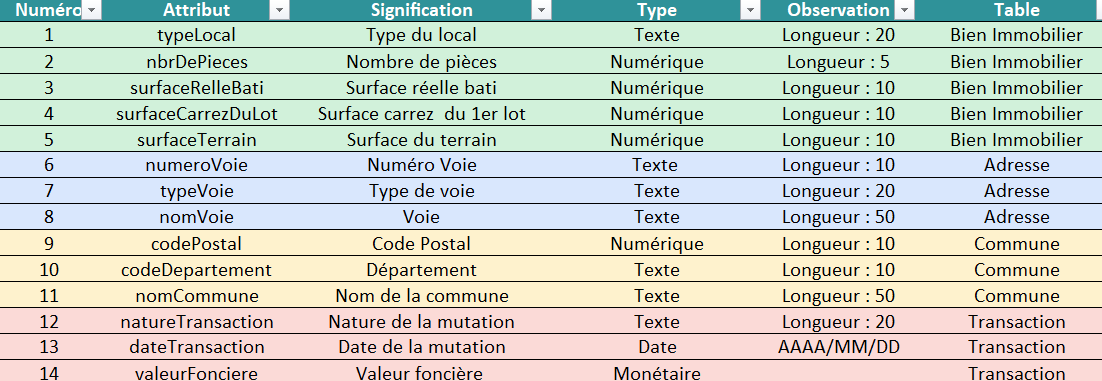 Numéro Attribut Signification Type Observation Table
1 typeLocal Type du local Texte Longueur : 20 Bien Immobilier
2 nbrDePieces Nombre de pièces Numérique Longueur : 5 Bien Immobilier
3 surfaceRelleBati Surface réelle bati Numérique Longueur : 10 Bien Immobilier
4 surfaceCarrezDuLot Surface carrez du 1er lot Numérique Longueur : 10 Bien Immobilier
5 surfaceTerrain Surface du terrain Numérique Longueur : 10 Bien Immobilier
6 numeroVoie Numéro Voie Texte Longueur : 10 Adresse
7 typeVoie Type de voie Texte Longueur : 20 Adresse
8 nomVoie Voie Texte Longueur : 50 Adresse
9 codePostal Code Postal Numérique Longueur : 10 Commune
10 codeDepartement Département Texte Longueur : 10 Commune
11 nomCommune Nom de la commune Texte Longueur : 50 Commune
12 natureTransaction Nature de la mutation Texte Longueur : 20 Transaction
13 dateTransaction Date de la mutation Date AAAA/MM/DD Transaction
14 valeurFonciere Valeur foncière Monétaire Transaction